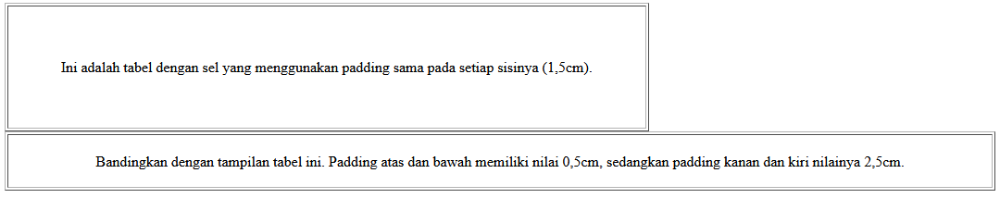 Ini adalah tabel dengan sel yang menggunakan padding sama pada setiap sisinya (1,5cm).
Bandingkan dengan tampilan tabel ini. Padding atas dan bawah memiliki nilai 0,5cm, sedangkan padding kanan dan kiri nilainya 2,5cm.